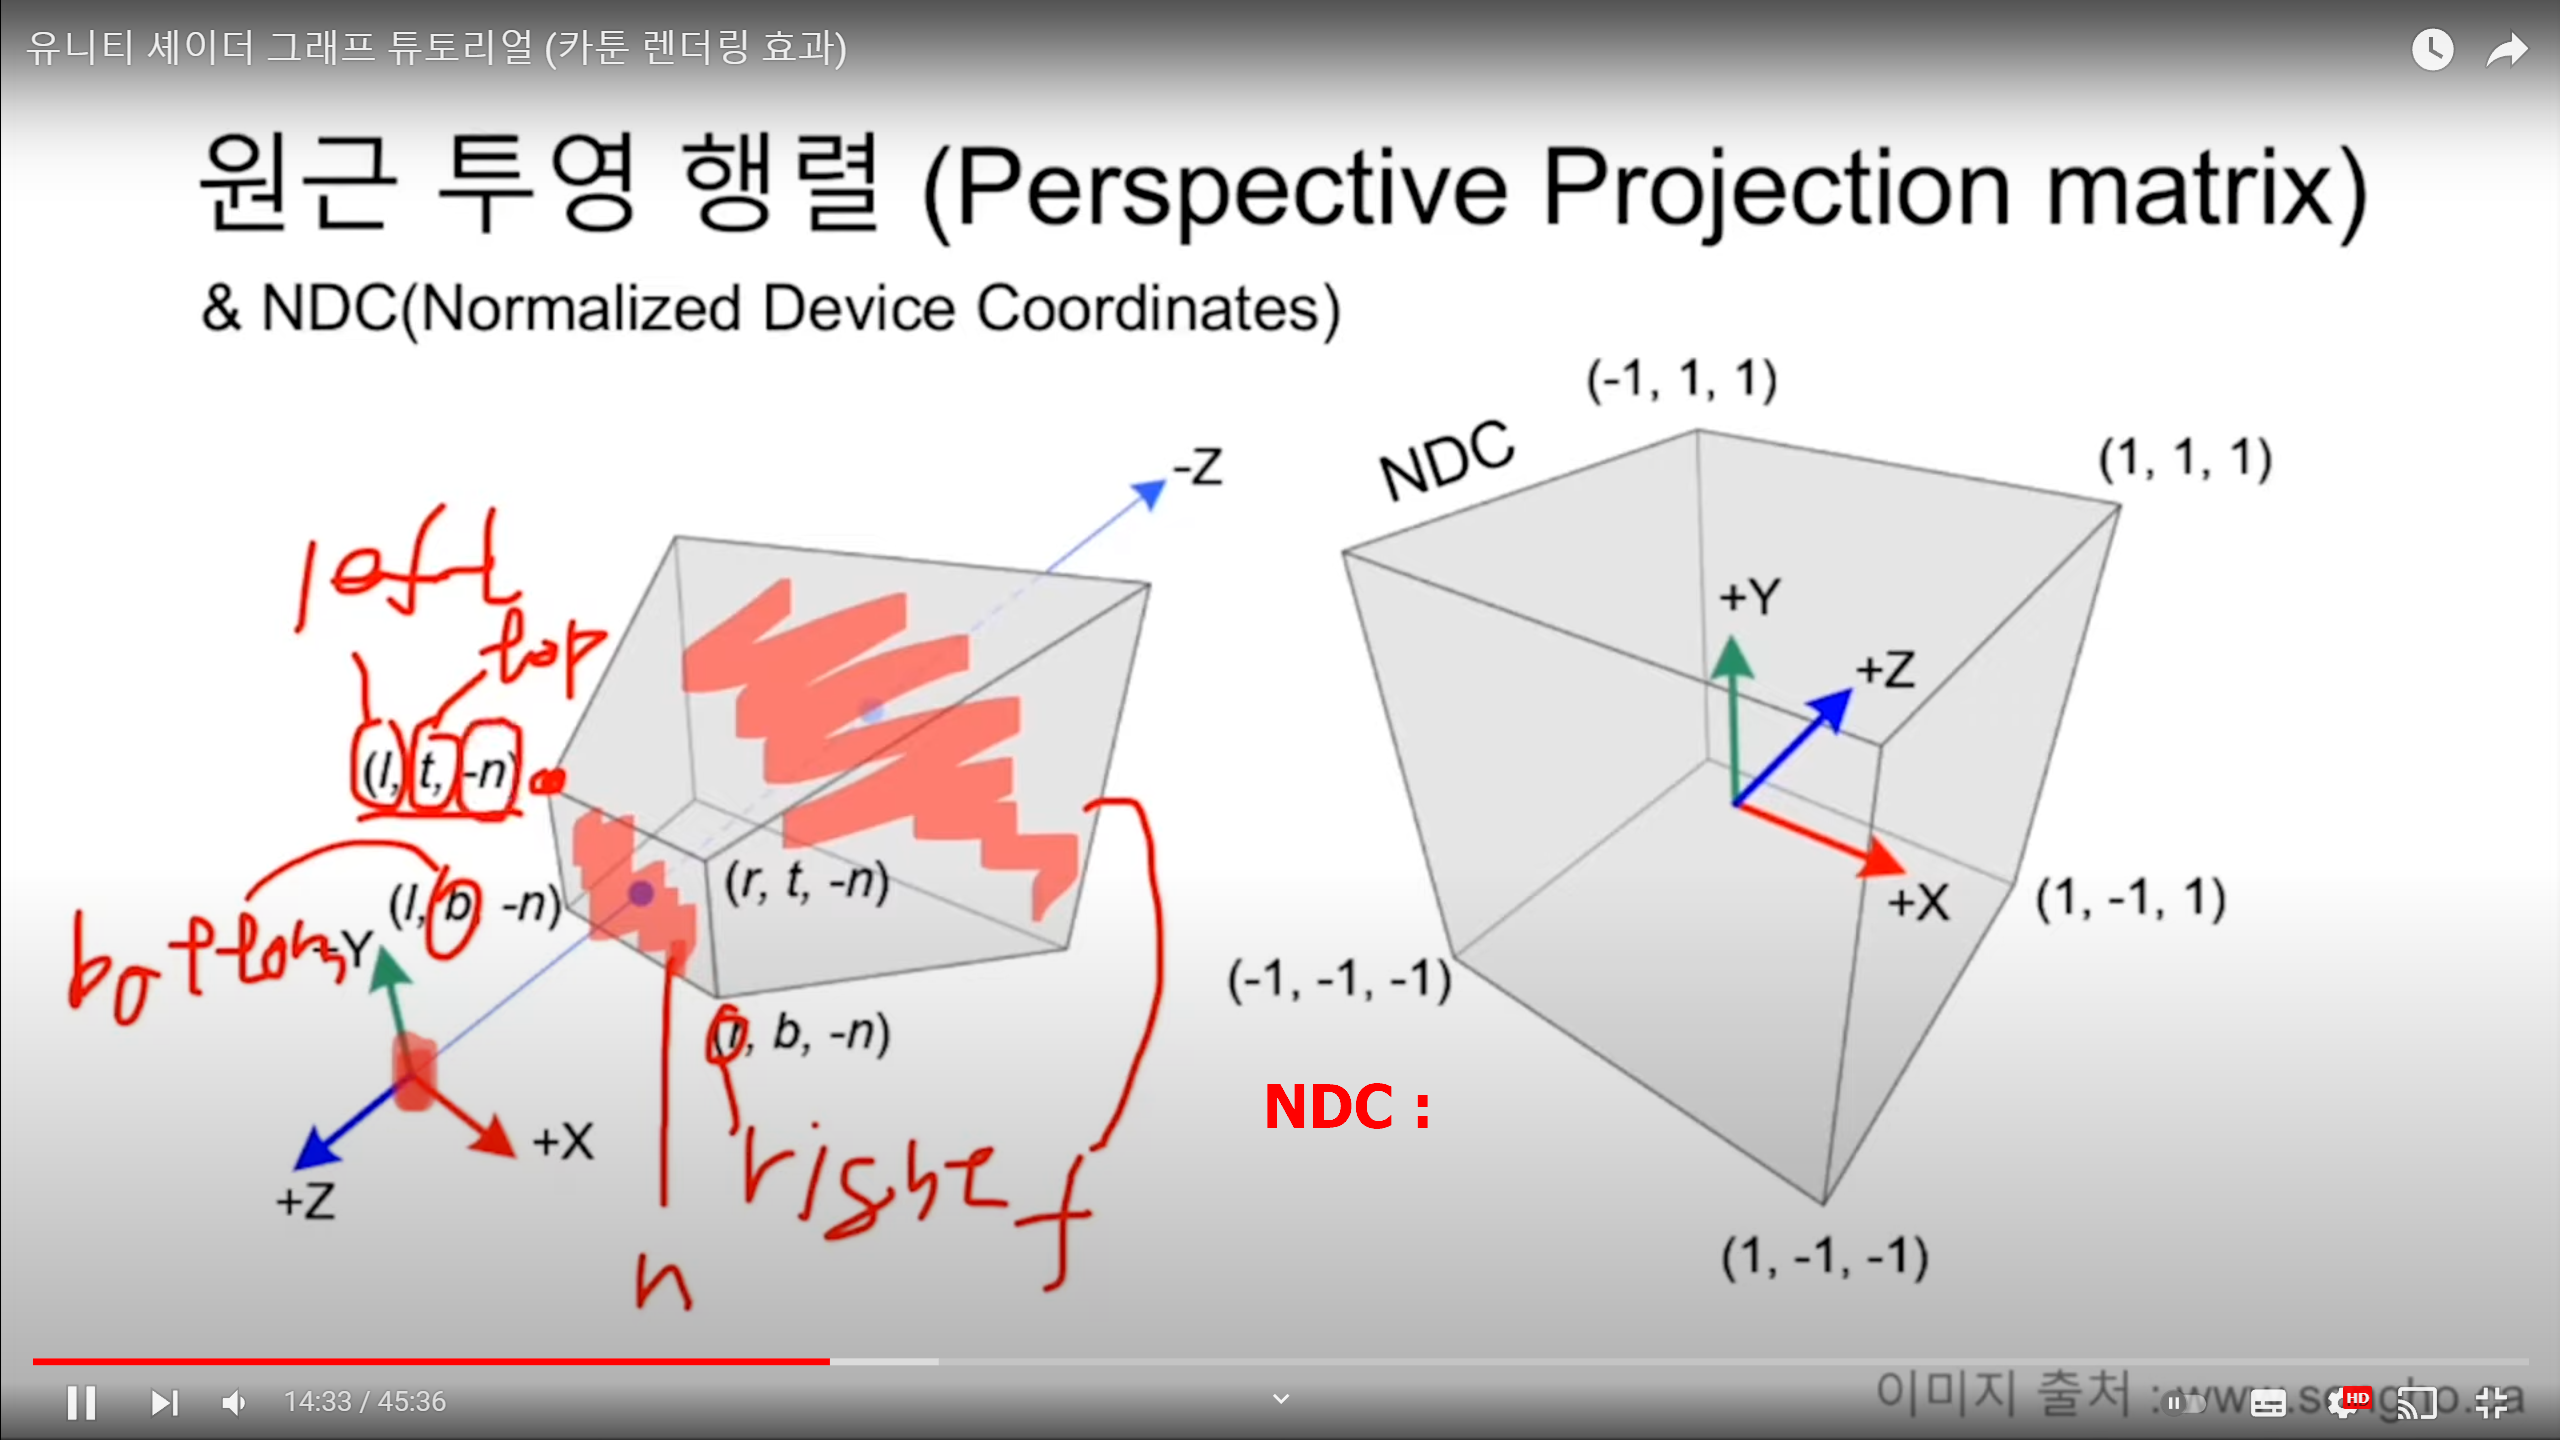 유니티 셰이더 그래프 튜토리얼 (카툰 렌더링 효과)
원근 투영 행렬 (Perspective Projection matrix)
& NDC(Normalized Device Coordinates)
(-1, 1, 1)
NDC
(1, 1, 1)
-Z
left
top
+Y
+Z
(l, t, -n)
(r, t, -n)
(l, b, -n)
+X
(1, -1, 1)
bottom
+Y
(-1, -1, -1)
(r, b, -n)
NDC :
+X
right
f
+Z
n
(1, -1, -1)
14:33 / 45:36
이미지 출처 : www.songho.ca
HD